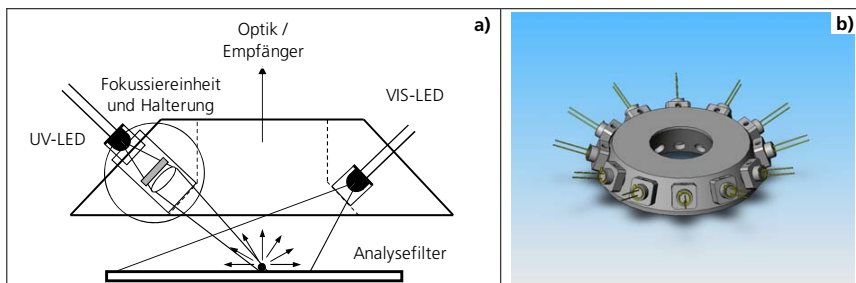 a)
Optik /
Empfänger
Fokussiereinheit
und Halterung
VIS-LED
UV-LED
Analysefilter
b)